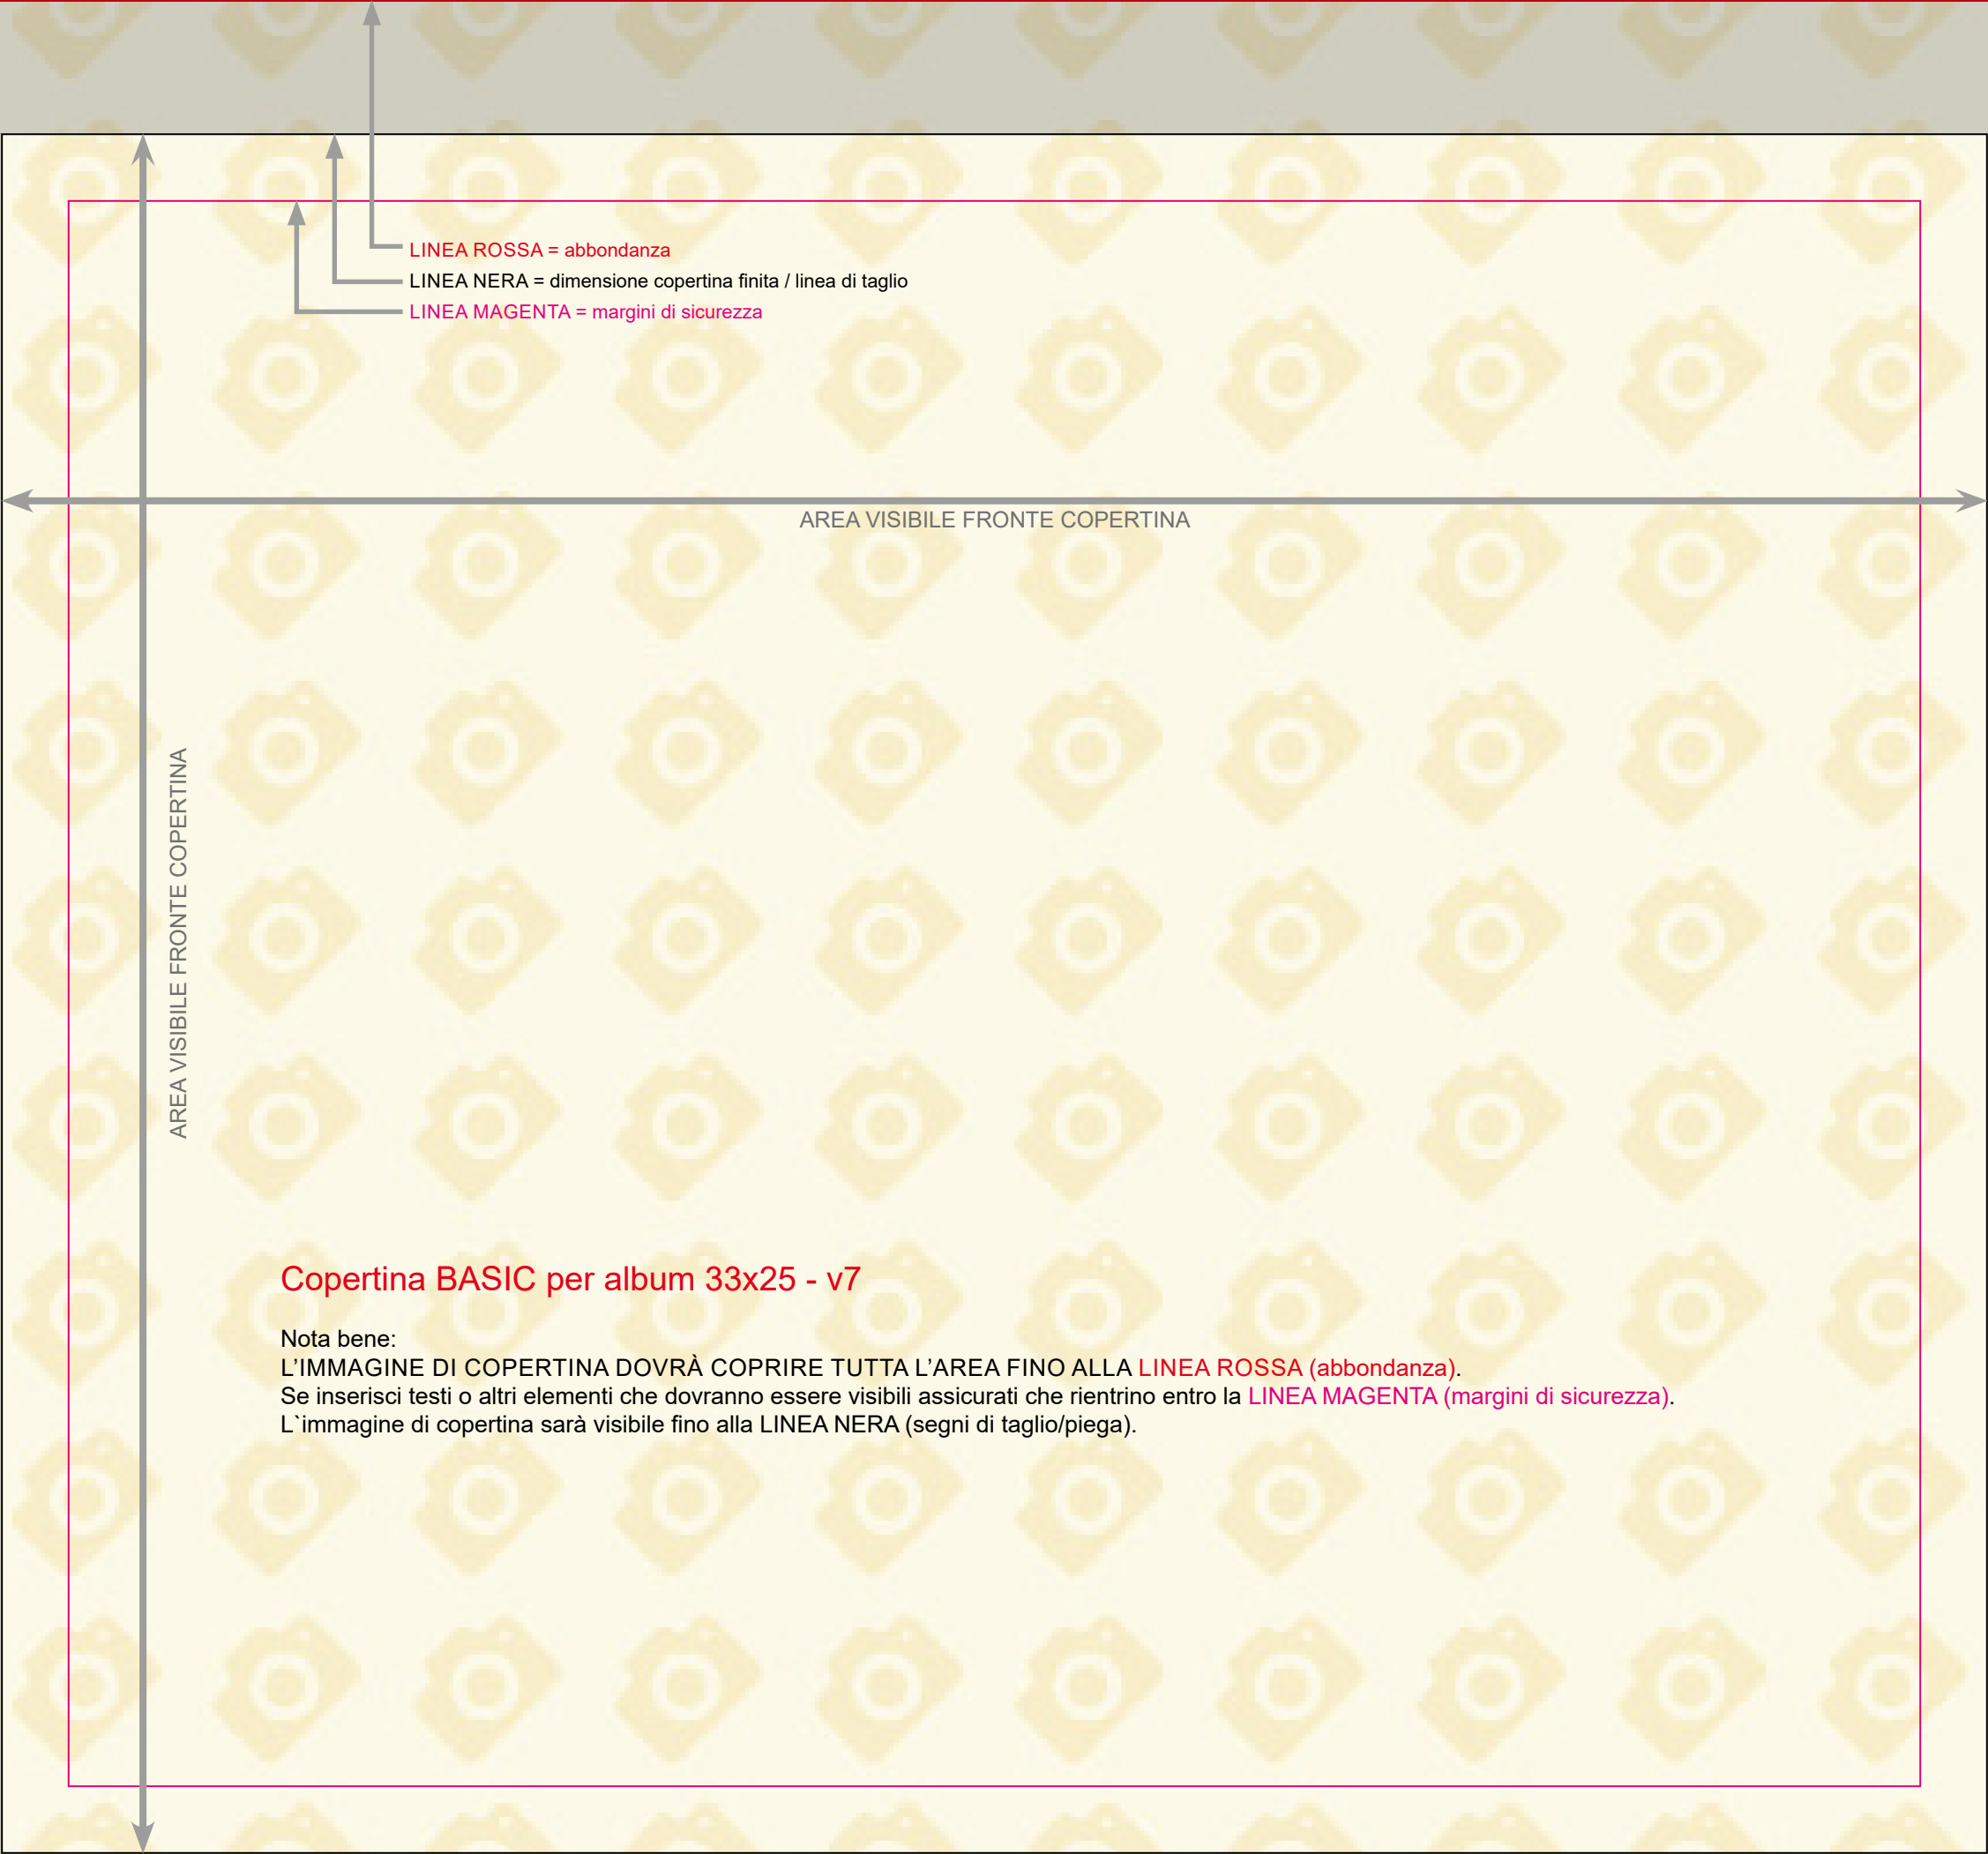 LINEA ROSSA = abbondanza
LINEA NERA = dimensione copertina finita / linea di taglio
LINEA MAGENTA = margini di sicurezza
AREA VISIBILE FRONTE COPERTINA
AREA VISIBILE FRONTE COPERTINA
Copertina BASIC per album 33x25 - v7
Nota bene:
L’IMMAGINE DI COPERTINA DOVRÀ COPRIRE TUTTA L’AREA FINO ALLA LINEA ROSSA (abbondanza).
Se inserisci testi o altri elementi che dovranno essere visibili assicurati che rientrino entro la LINEA MAGENTA (margini di sicurezza).
L`immagine di copertina sarà visibile fino alla LINEA NERA (segni di taglio/piega).